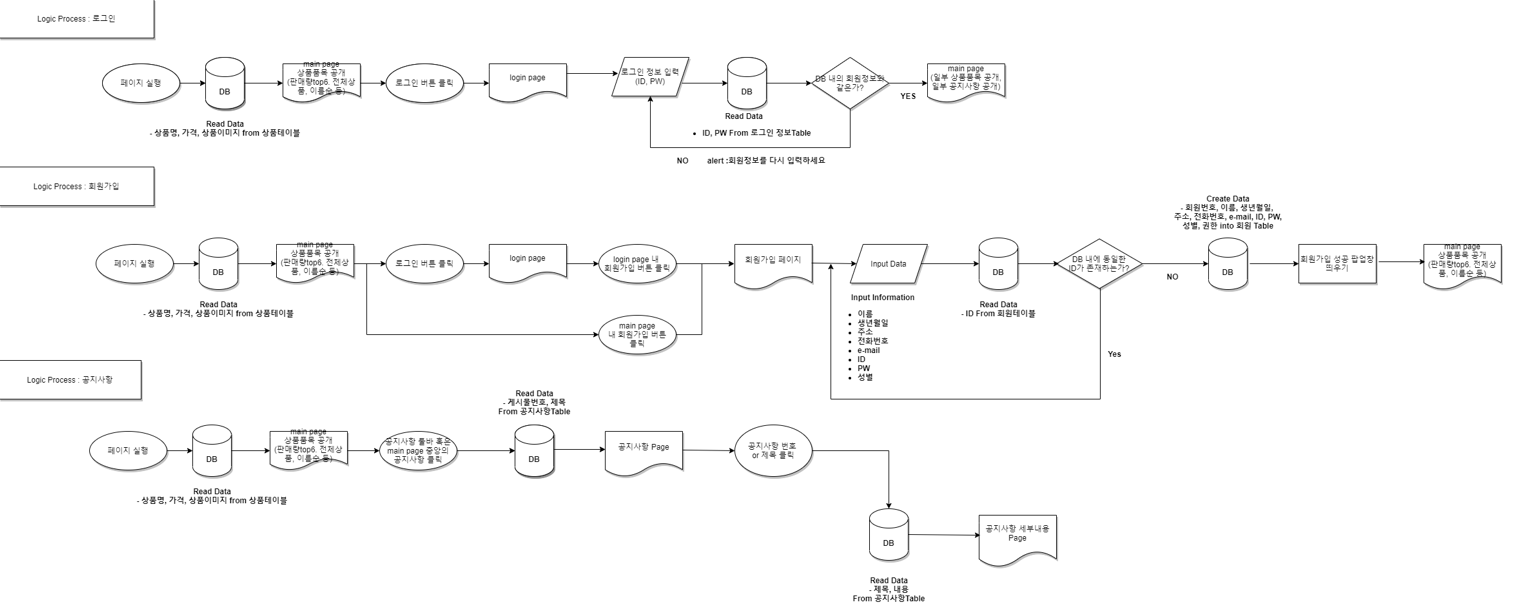 Logic Process : 로그인
페이지 실행
DB
Read Data
- 상품명, 가격, 상품이미지 from 상품테이블
main page
상품품목 공개
(판매량top6, 전체상
품, 이름순 등)
로그인 버튼 클릭
login page
로그인 정보 입력
(ID, PW)
DB
Read Data
• ID, PW From 로그인 정보Table
DB 내의 회원정보와
같은가?
YES
main page
(일부 상품품목 공개,
일부 공지사항 공개)
NO
alert :회원정보를 다시 입력하세요
Logic Process : 회원가입
페이지 실행
DB
Read Data
- 상품명, 가격, 상품이미지 from 상품테이블
main page
상품품목 공개
(판매량top6, 전체상
품, 이름순 등)
로그인 버튼 클릭
login page
login page 내
회원가입 버튼 클릭
main page
내 회원가입 버튼
클릭
회원가입 페이지
Input Data
Input Information
• 이름
• 생년월일
• 주소
• 전화번호
• e-mail
• ID
• PW
• 성별
DB
Read Data
- ID From 회원테이블
DB 내에 동일한
ID가 존재하는가?
NO
Yes
Create Data
- 회원번호, 이름, 생년월일,
주소, 전화번호, e-mail, ID, PW,
성별, 권한 into 회원 Table
DB
회원가입 성공 팝업창
띄우기
main page
상품품목 공개
(판매량top6, 전체상
품, 이름순 등)
Logic Process : 공지사항
페이지 실행
DB
Read Data
- 상품명, 가격, 상품이미지 from 상품테이블
main page
상품품목 공개
(판매량top6, 전체상
품, 이름순 등)
공지사항 툴바 혹은
main page 중앙의
공지사항 클릭
Read Data
- 게시물번호, 제목
From 공지사항Table
DB
공지사항 Page
공지사항 번호
or 제목 클릭
DB
Read Data
- 제목, 내용
From 공지사항Table
공지사항 세부내용
Page